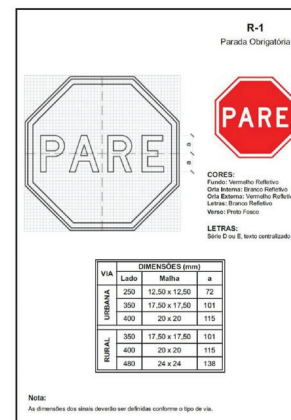 R-1
Parada Obrigatória
PARE
a
a
PARE
CORES:
Fundo: Vermelho Refletivo
Orla Interna: Branco Refletivo
Orla Externa: Vermelho Refletivo
Letras: Branco Refletivo
Verso: Preto Fosco
LETRAS:
Série D ou E, texto centralizado
VIA DIMENSÕES (mm)
Lado Malha a
URBANA
250 12,50 x 12,50 72
350 17,50 x 17,50 101
400 20 x 20 115
RURAL
350 17,50 x 17,50 101
400 20 x 20 115
480 24 x 24 138
Nota:
As dimensões dos sinais deverão ser definidas conforme o tipo de via.